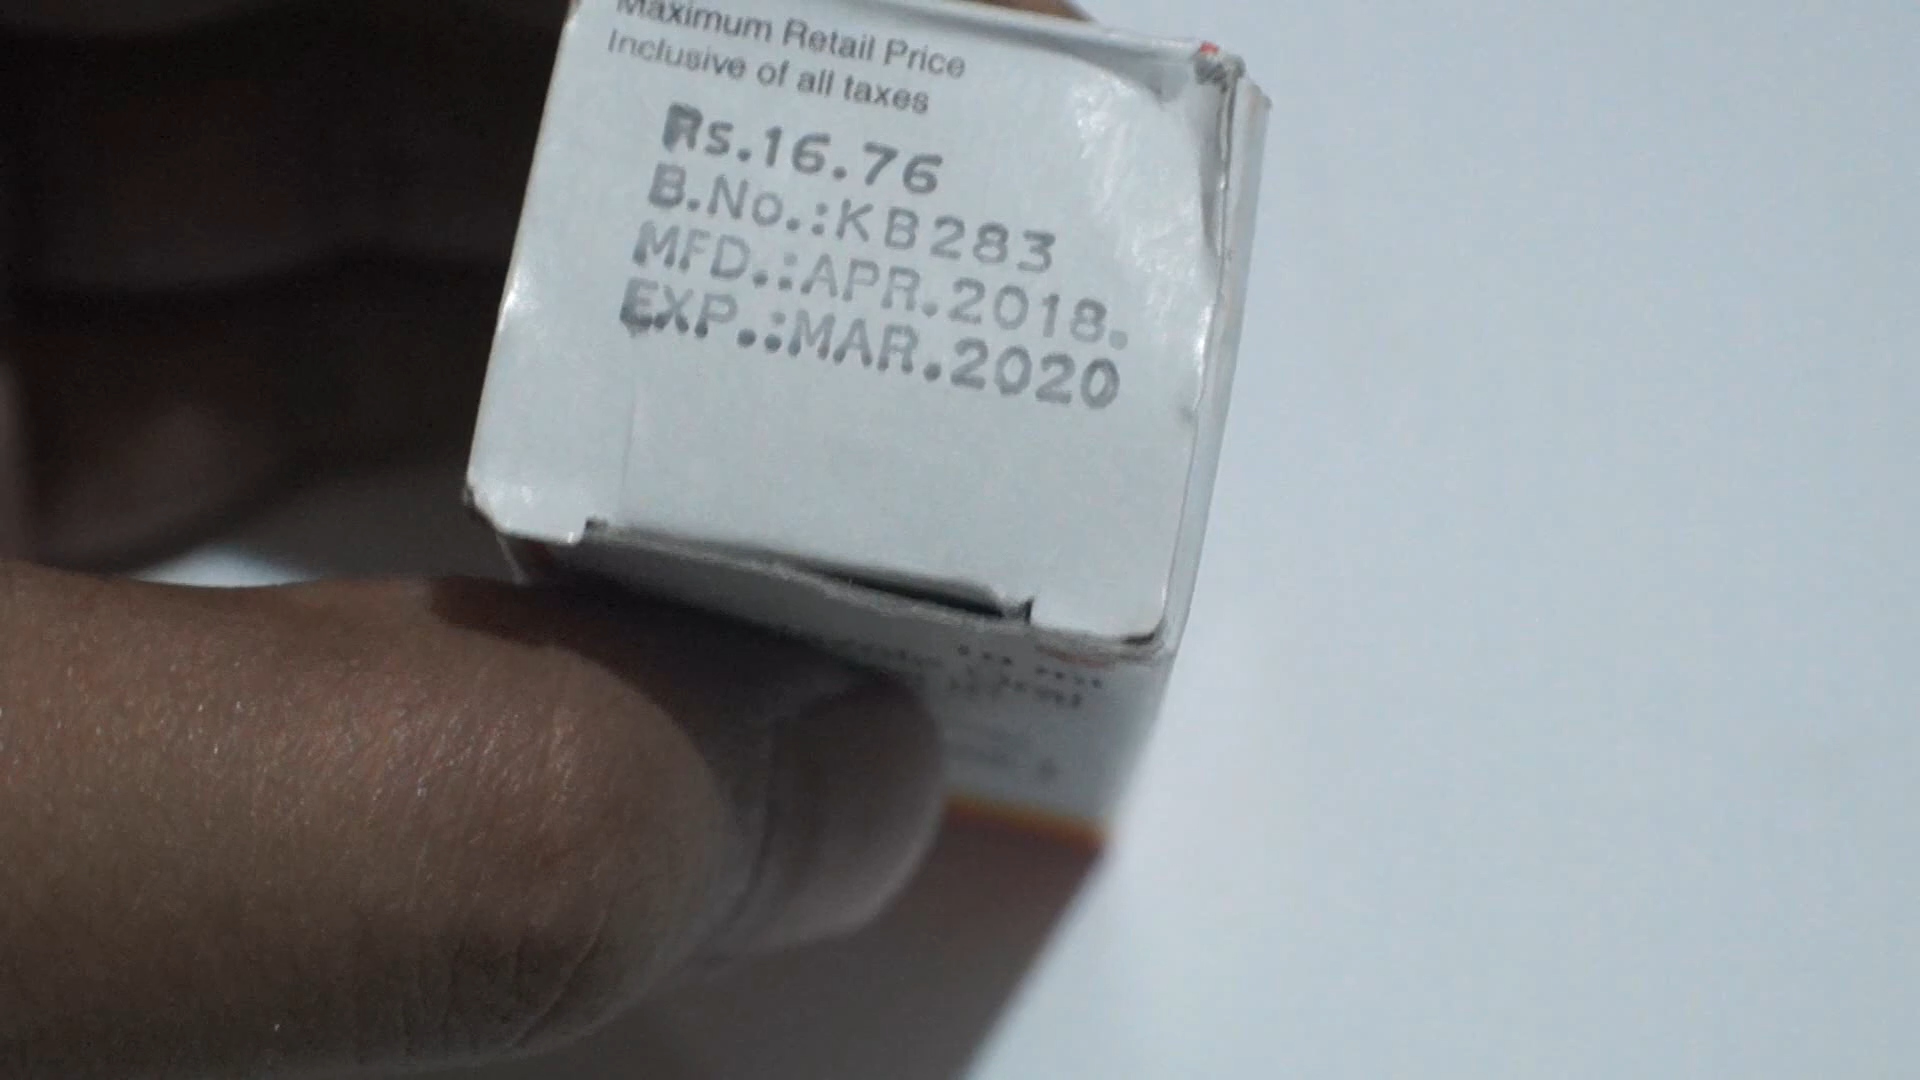 Maximum Retail Price
Inclusive of all taxes
Rs.16.76
B.No.:KB283
MFD.:APR.2018.
EXP.:MAR.2020